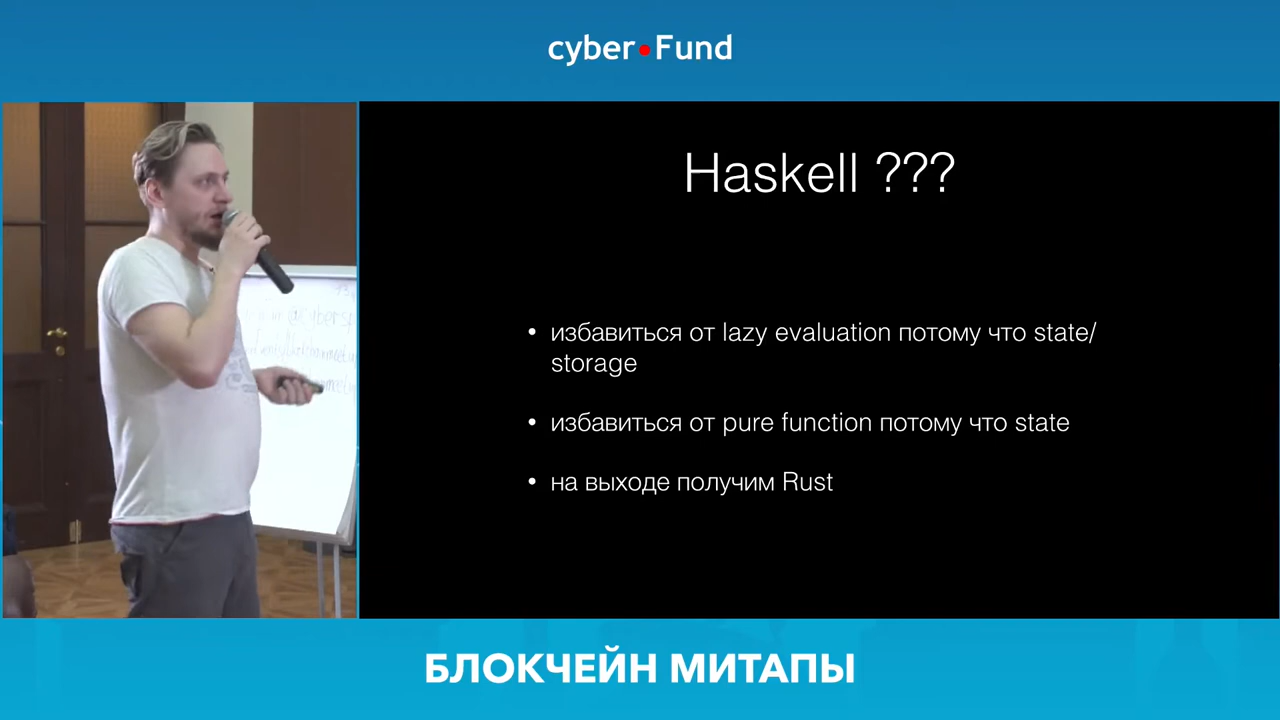 cyber•Fund
Haskell ???
• избавиться от lazy evaluation потому что state/
storage
• избавиться от pure function потому что state
• на выходе получим Rust
БЛОКЧЕЙН МИТАПЫ